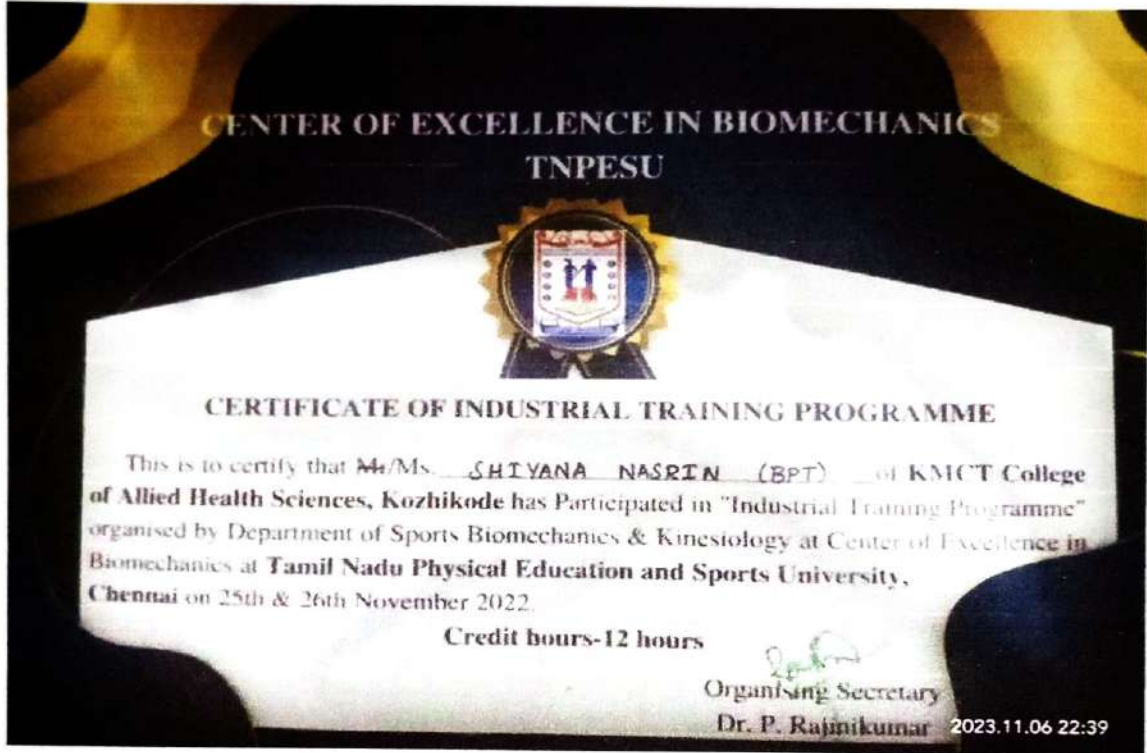 CENTER OF EXCELLENCE IN BIOMECHANICS
TNPESU
CERTIFICATE OF INDUSTRIAL TRAINING PROGRAMME
This is to certify that Mr/Ms. SHIYANA NASRIN (BPT) of KMCT College
of Allied Health Sciences, Kozhikode has Participated in "Industrial Training Programme"
organised by Department of Sports Biomechanics & Kinesiology at Center of Excellence in
Biomechanics at Tamil Nadu Physical Education and Sports University,
Chennai on 25th & 26th November 2022.
Credit hours-12 hours
Organising Secretary
Dr. P. Rajinikumar
2023.11.06 22:39